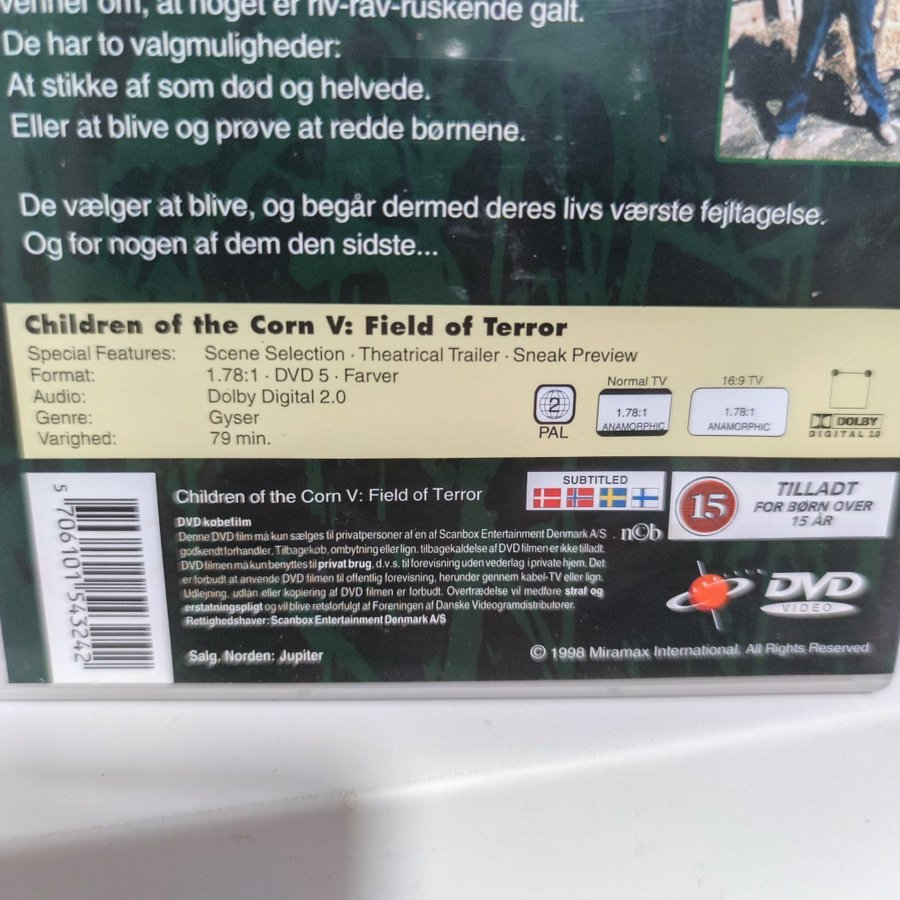 venner om, at noget er riv-rav-ruskende galt.
De har to valgmuligheder:
At stikke af som død og helvede.
Eller at blive og prøve at redde børnene.
De vælger at blive, og begår dermed deres livs værste fejltagelse.
Og for nogen af dem den sidste...
Children of the Corn V: Field of Terror
Special Features: Scene Selection · Theatrical Trailer · Sneak Preview
Format: 1.78:1 · DVD 5 · Farver
Audio: Dolby Digital 2.0
Genre: Gyser
Varighed: 79 min.
2
PAL
Normal TV
1.78:1
ANAMORPHIC
16:9 TV
1.78:1
ANAMORPHIC
DOLBY
DIGITAL 2.0
5 706101 543242
Children of the Corn V: Field of Terror
SUBTITLED
15
TILLADT
FOR BØRN OVER
15 ÅR
DVD købefilm
Denne DVD film må kun sælges til privatpersoner af en af Scanbox Entertainment Denmark A/S
godkendt forhandler. Tilbagekøb, ombytning eller lign. tilbagekaldelse af DVD filmen er ikke tilladt.
DVD filmen må kun benyttes til privat brug, d.v.s. til forevisning uden vederlag i private hjem. Det
er forbudt at anvende DVD filmen til offentlig forevisning, herunder gennem kabel-TV eller lign.
Udlejning, udlån eller kopiering af DVD filmen er forbudt. Overtrædelse vil medføre straf og
erstatningspligt og vil blive retsforfulgt af Foreningen af Danske Videogramdistributører.
Rettighedshaver: Scanbox Entertainment Denmark A/S
n©b
DVD
VIDEO
Salg. Norden: Jupiter
© 1998 Miramax International. All Rights Reserved